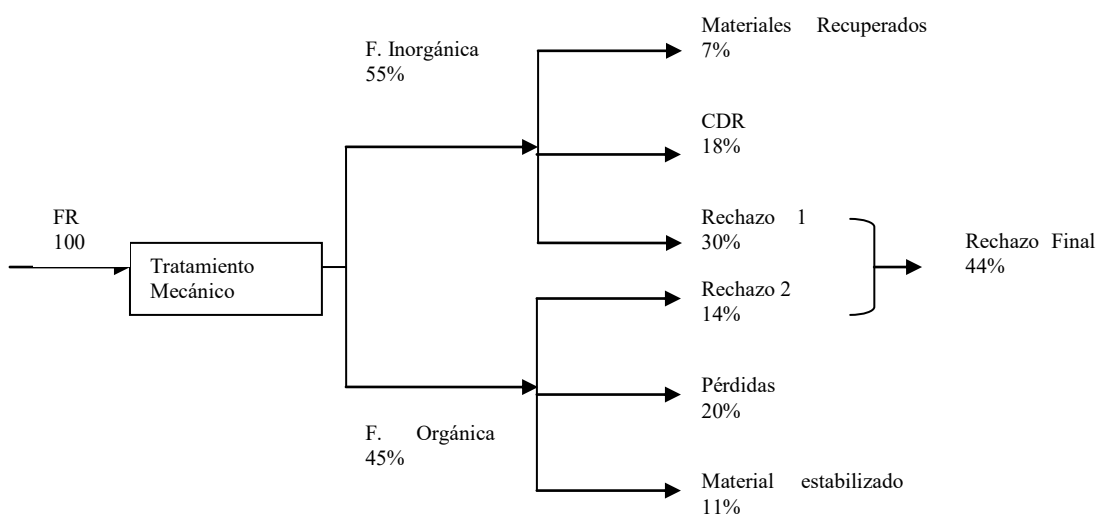 Materiales Recuperados
7%
F. Inorgánica
55%
CDR
18%
FR
100
Tratamiento
Mecánico
Rechazo 1
30%
Rechazo 2
14%
Rechazo Final
44%
Pérdidas
20%
F. Orgánica
45%
Material estabilizado
11%